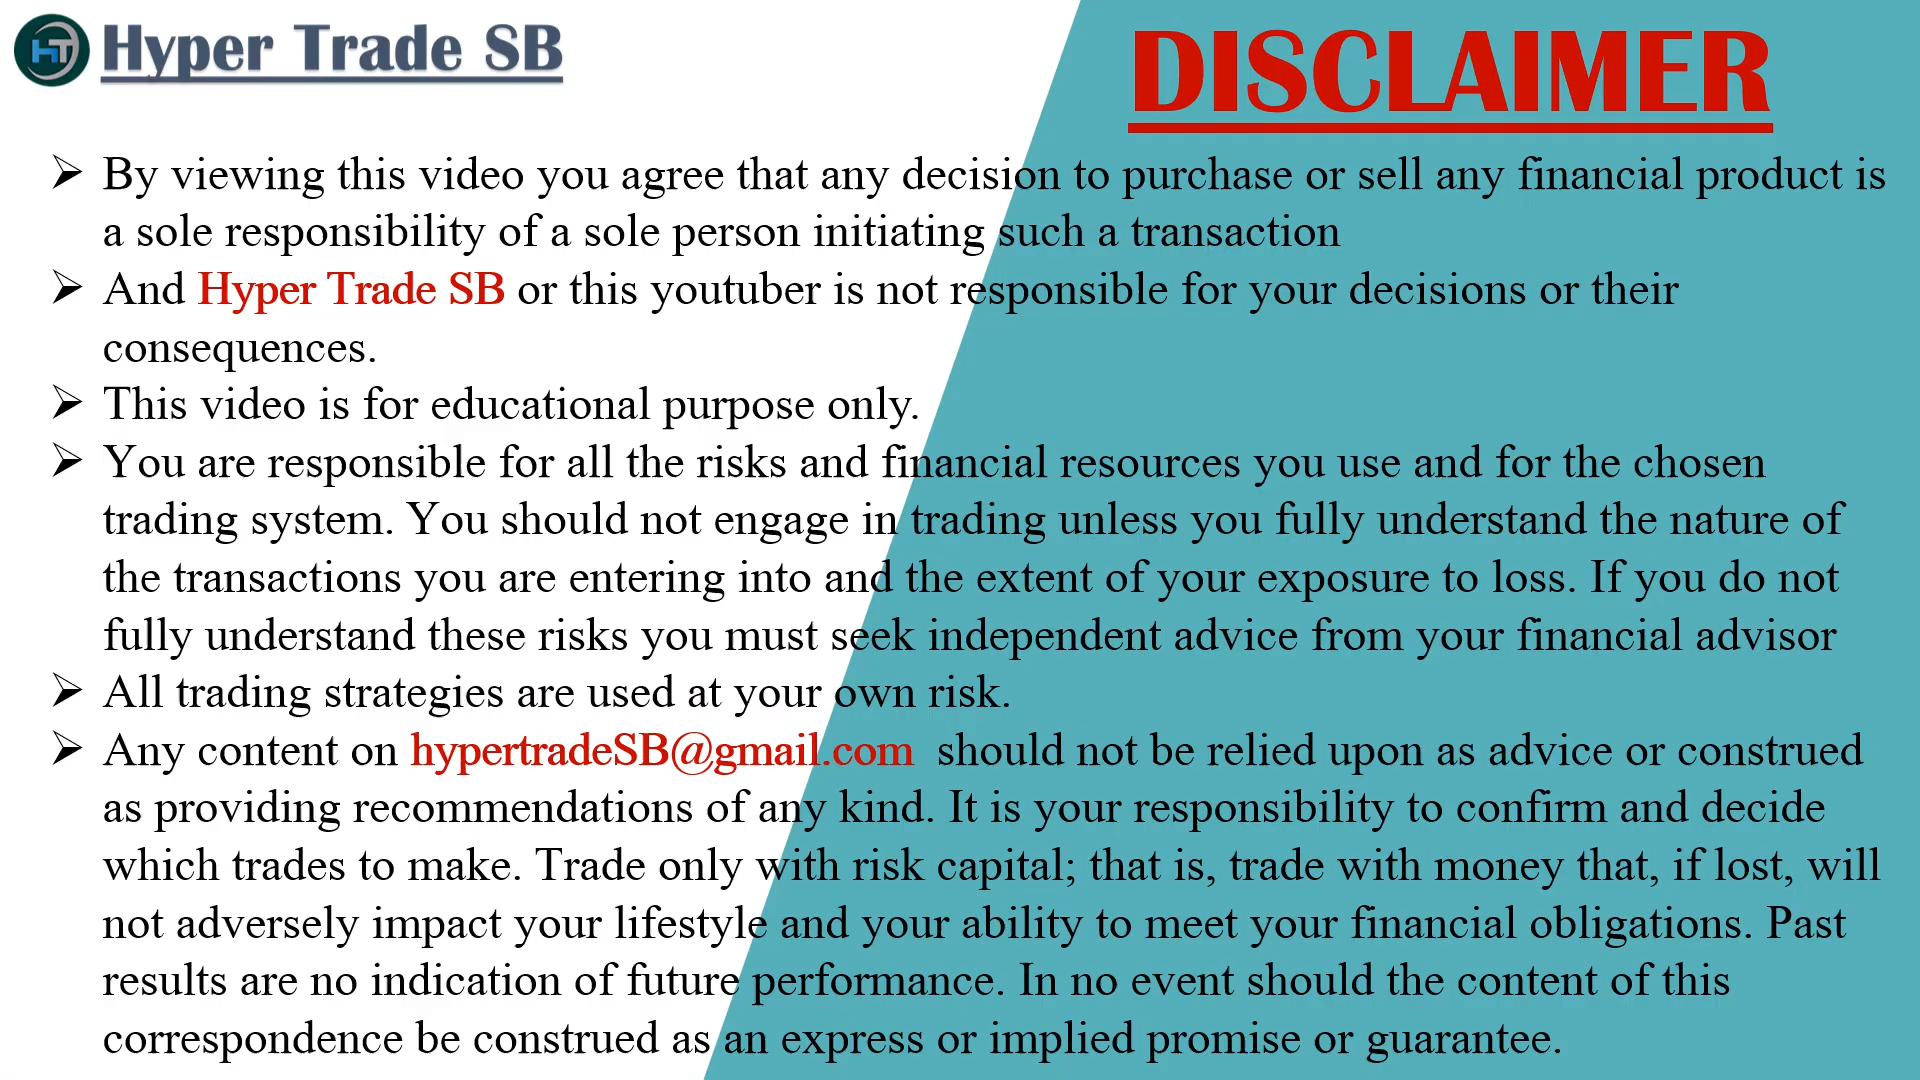 HT Hyper Trade SB
DISCLAIMER
➢ By viewing this video you agree that any decision to purchase or sell any financial product is
a sole responsibility of a sole person initiating such a transaction
➢ And Hyper Trade SB or this youtuber is not responsible for your decisions or their
consequences.
➢ This video is for educational purpose only.
➢ You are responsible for all the risks and financial resources you use and for the chosen
trading system. You should not engage in trading unless you fully understand the nature of
the transactions you are entering into and the extent of your exposure to loss. If you do not
fully understand these risks you must seek independent advice from your financial advisor
➢ All trading strategies are used at your own risk.
➢ Any content on hypertradeSB@gmail.com should not be relied upon as advice or construed
as providing recommendations of any kind. It is your responsibility to confirm and decide
which trades to make. Trade only with risk capital; that is, trade with money that, if lost, will
not adversely impact your lifestyle and your ability to meet your financial obligations. Past
results are no indication of future performance. In no event should the content of this
correspondence be construed as an express or implied promise or guarantee.